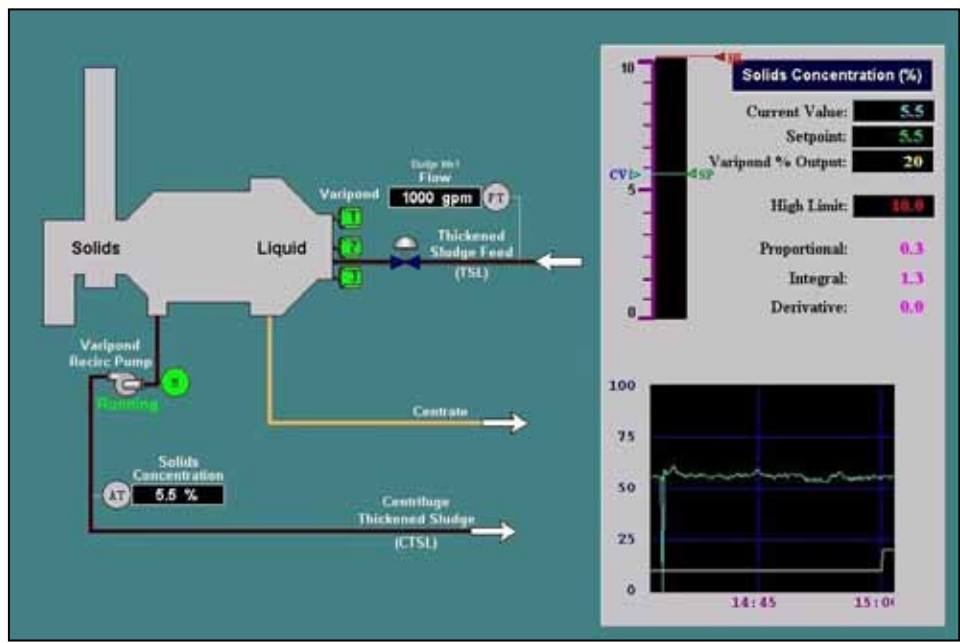 Solids
Liquid
Varipond
1
2
3
Flow
1000 gpm
FT
Thickened
Sludge Feed
(TSL)
Varipond
Recirc Pump
Running
M
Centrate
Solids
Concentration
AT
5.5 %
Centrifuge
Thickened Sludge
(CTSL)
10
5
0
CV
SP
Solids Concentration (%)
Current Value: 5.5
Setpoint: 5.5
Varipond % Output: 20
High Limit: 10.0
Proportional: 0.3
Integral: 1.3
Derivative: 0.0
100
75
50
25
0
14:45